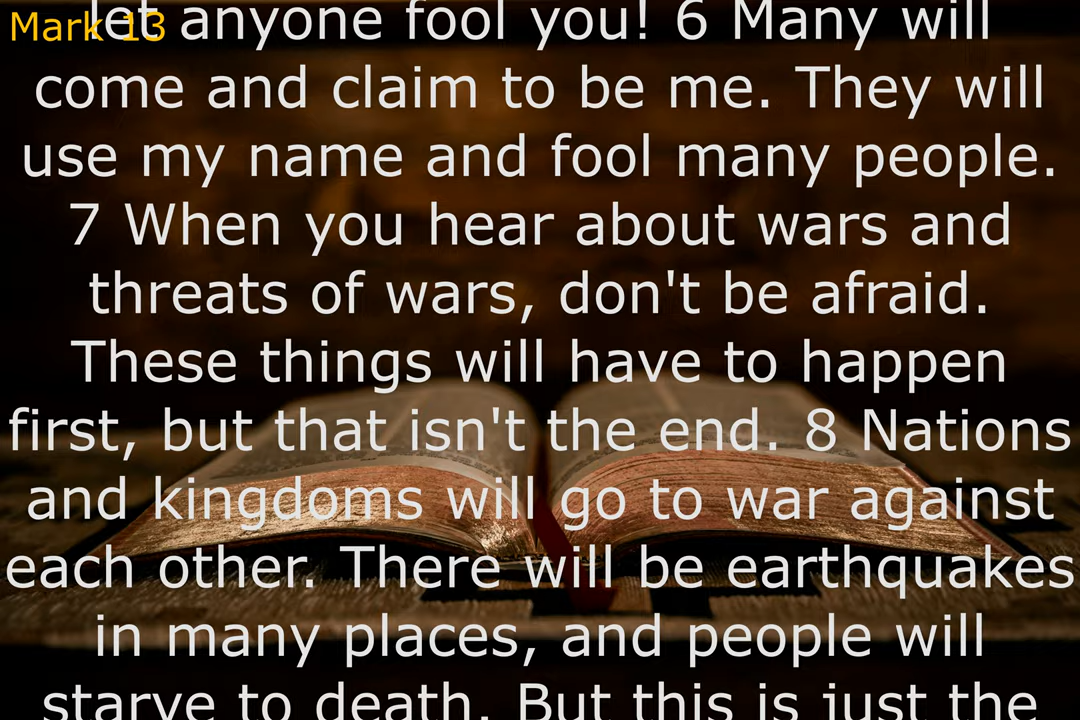 Mark 13
let anyone fool you! 6 Many will
come and claim to be me. They will
use my name and fool many people.
7 When you hear about wars and
threats of wars, don't be afraid.
These things will have to happen
first, but that isn't the end. 8 Nations
and kingdoms will go to war against
each other. There will be earthquakes
in many places, and people will
starve to death. But this is just the